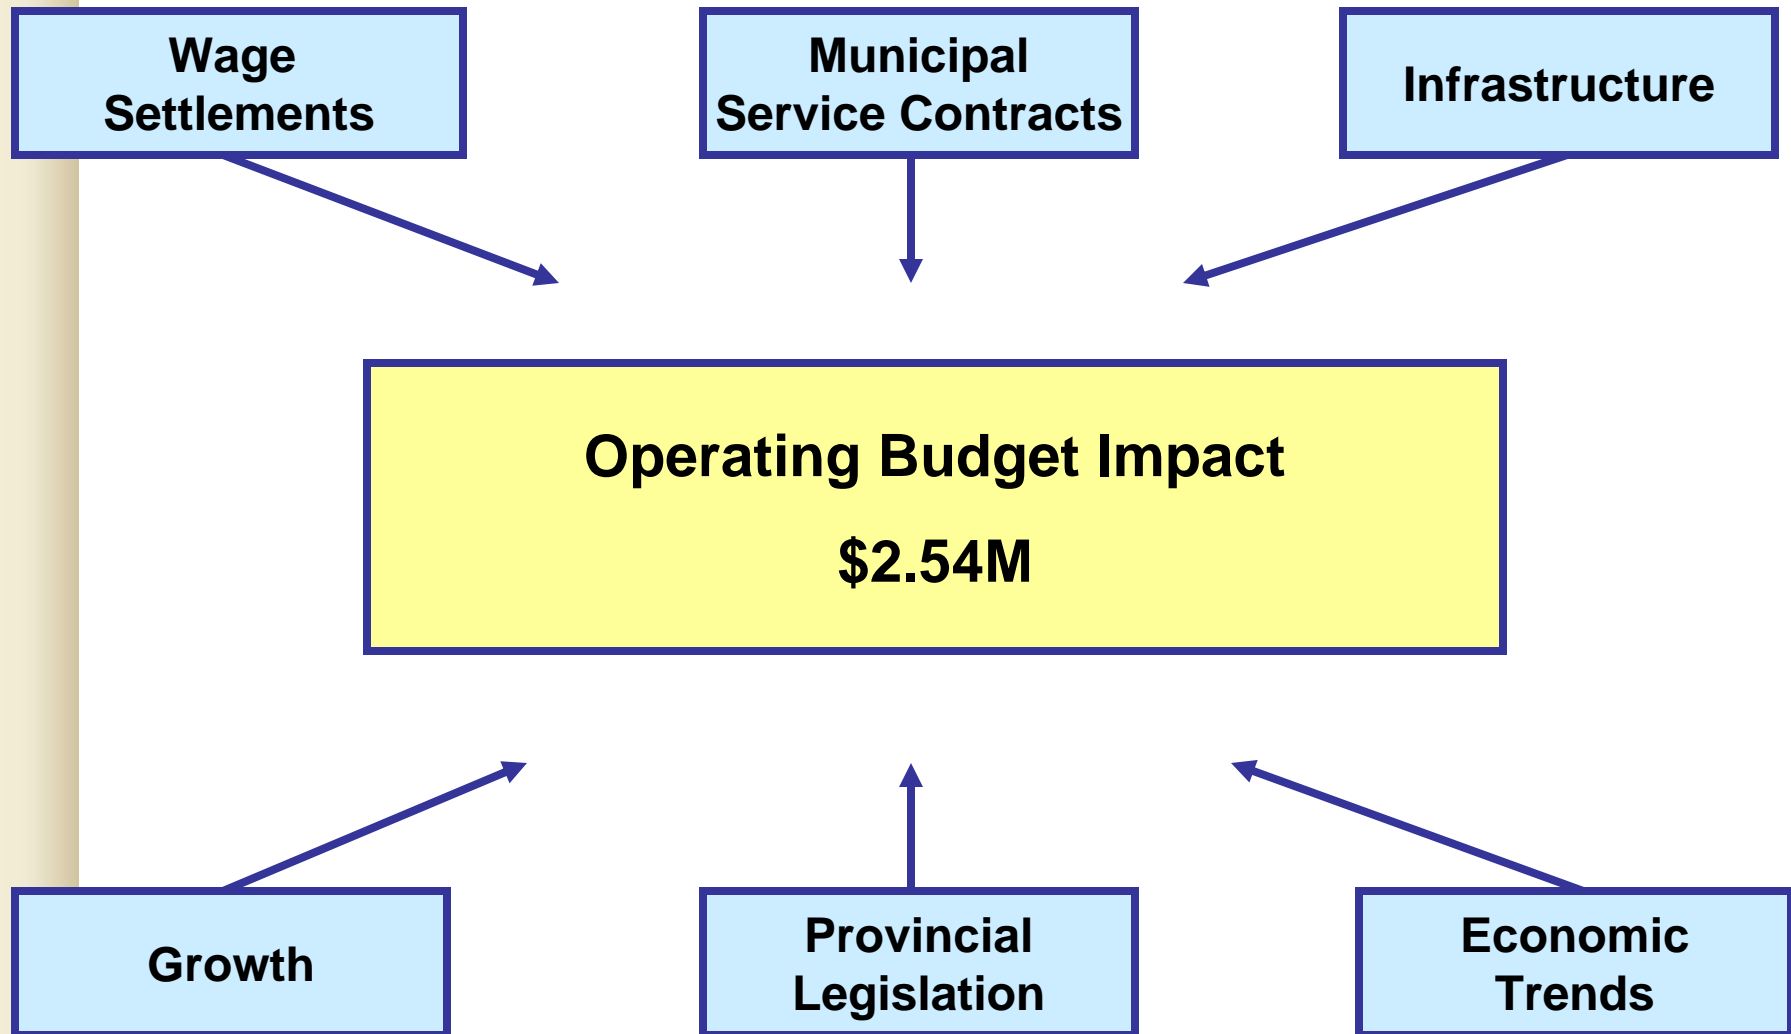 Wage
Settlements
Municipal
Service Contracts
Infrastructure
Operating Budget Impact
$2.54M
Growth
Provincial
Legislation
Economic
Trends